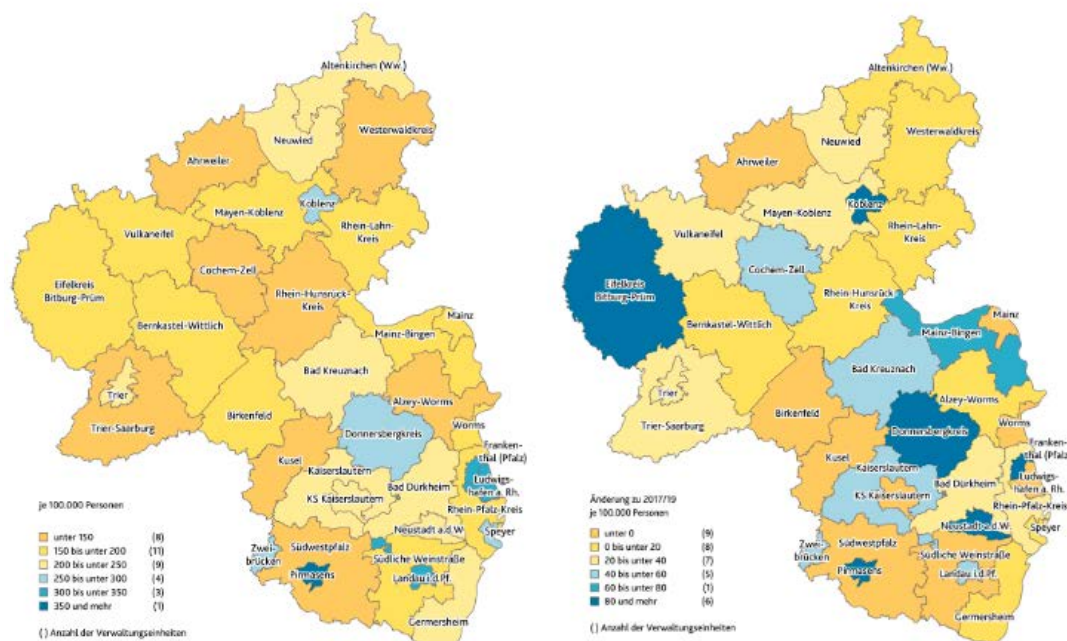 Altenkirchen (Ww.)
Westerwaldkreis
Neuwied
Ahrweiler
Koblenz
Mayen-Koblenz
Rhein-Lahn-
Kreis
Vulkaneifel
Cochem-Zell
Eifelkreis
Bitburg-Prüm
Rhein-Hunsrück-
Kreis
Bernkastel-Wittlich
Mainz
Mainz-Bingen
Bad Kreuznach
Trier
Alzey-Worms
Birkenfeld
Trier-Saarburg
Donnersbergkreis
Worms
Kusel
Franken-
thal (Pfalz)
Kaiserslautern
Ludwigs-
hafen a. Rh.
Bad Dürkheim
KS Kaiserslautern
Rhein-Pfalz-Kreis
Neustadt a.d.W.
Speyer
Zwei-
brücken
Südwestpfalz
Südliche Weinstraße
Pirmasens
Landau i.d.Pf.
Germersheim
je 100.000 Personen
unter 150 (8)
150 bis unter 200 (11)
200 bis unter 250 (9)
250 bis unter 300 (4)
300 bis unter 350 (3)
350 und mehr (1)
( ) Anzahl der Verwaltungseinheiten
Altenkirchen (Ww.)
Westerwaldkreis
Neuwied
Ahrweiler
Koblenz
Mayen-Koblenz
Rhein-Lahn-
Kreis
Vulkaneifel
Cochem-Zell
Eifelkreis
Bitburg-Prüm
Rhein-Hunsrück-
Kreis
Bernkastel-Wittlich
Mainz
Mainz-Bingen
Bad Kreuznach
Trier
Alzey-Worms
Birkenfeld
Trier-Saarburg
Donnersbergkreis
Worms
Kusel
Franken-
thal (Pfalz)
Kaiserslautern
Ludwigs-
hafen a. Rh.
Bad Dürkheim
KS Kaiserslautern
Rhein-Pfalz-Kreis
Neustadt a.d.W.
Speyer
Zwei-
brücken
Südwestpfalz
Südliche Weinstraße
Pirmasens
Landau i.d.Pf.
Germersheim
Änderung zu 2017/19
je 100.000 Personen
unter 0 (9)
0 bis unter 20 (8)
20 bis unter 40 (7)
40 bis unter 60 (5)
60 bis unter 80 (1)
80 und mehr (6)
( ) Anzahl der Verwaltungseinheiten